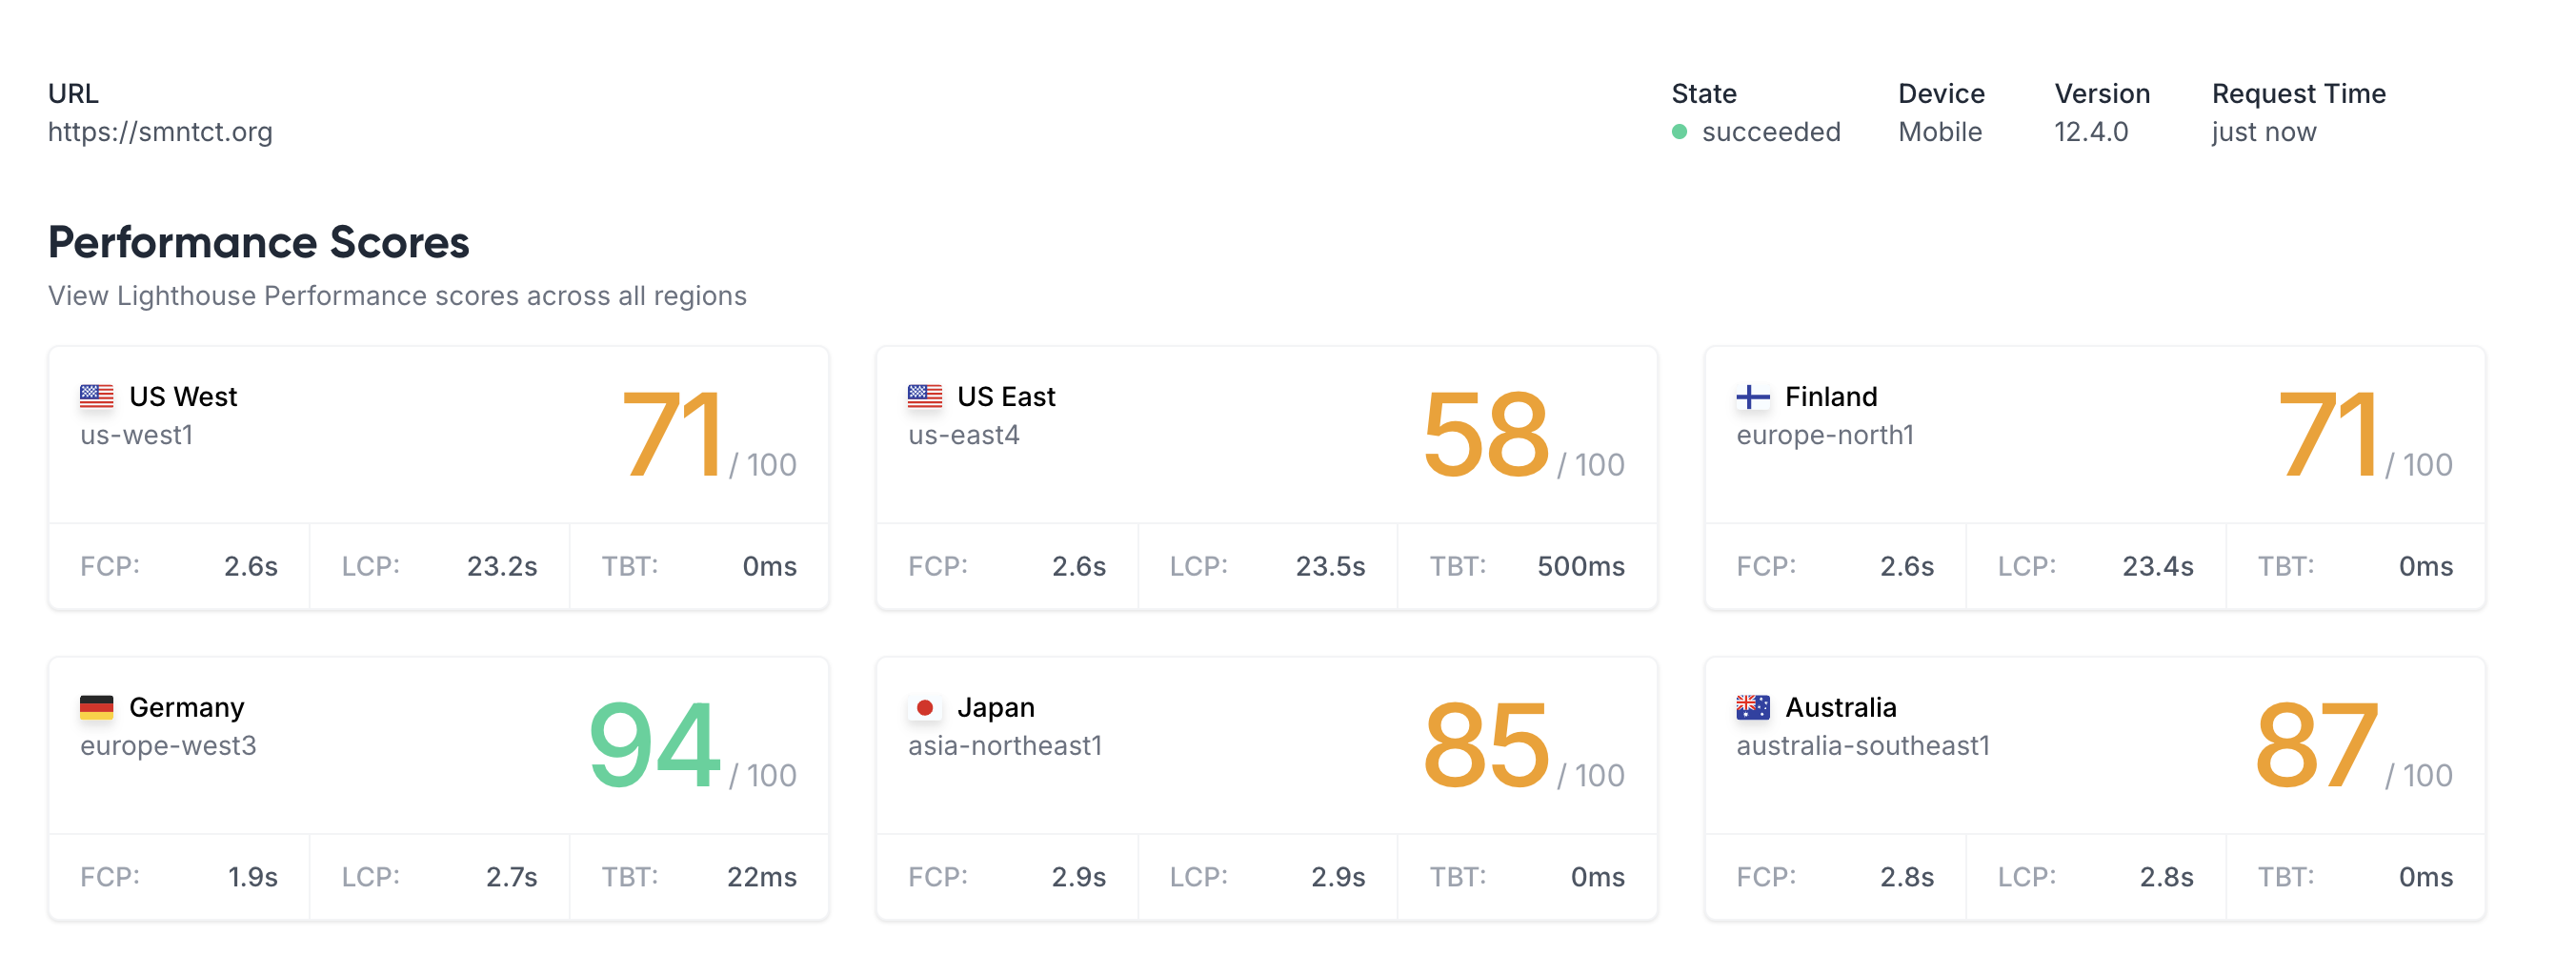 URL
https://smntct.org
State
succeeded
Device
Mobile
Version
12.4.0
Request Time
just now
Performance Scores
View Lighthouse Performance scores across all regions
US West
us-west1
71 / 100
FCP: 2.6s LCP: 23.2s TBT: 0ms
US East
us-east4
58 / 100
FCP: 2.6s LCP: 23.5s TBT: 500ms
Finland
europe-north1
71 / 100
FCP: 2.6s LCP: 23.4s TBT: 0ms
Germany
europe-west3
94 / 100
FCP: 1.9s LCP: 2.7s TBT: 22ms
Japan
asia-northeast1
85 / 100
FCP: 2.9s LCP: 2.9s TBT: 0ms
Australia
australia-southeast1
87 / 100
FCP: 2.8s LCP: 2.8s TBT: 0ms